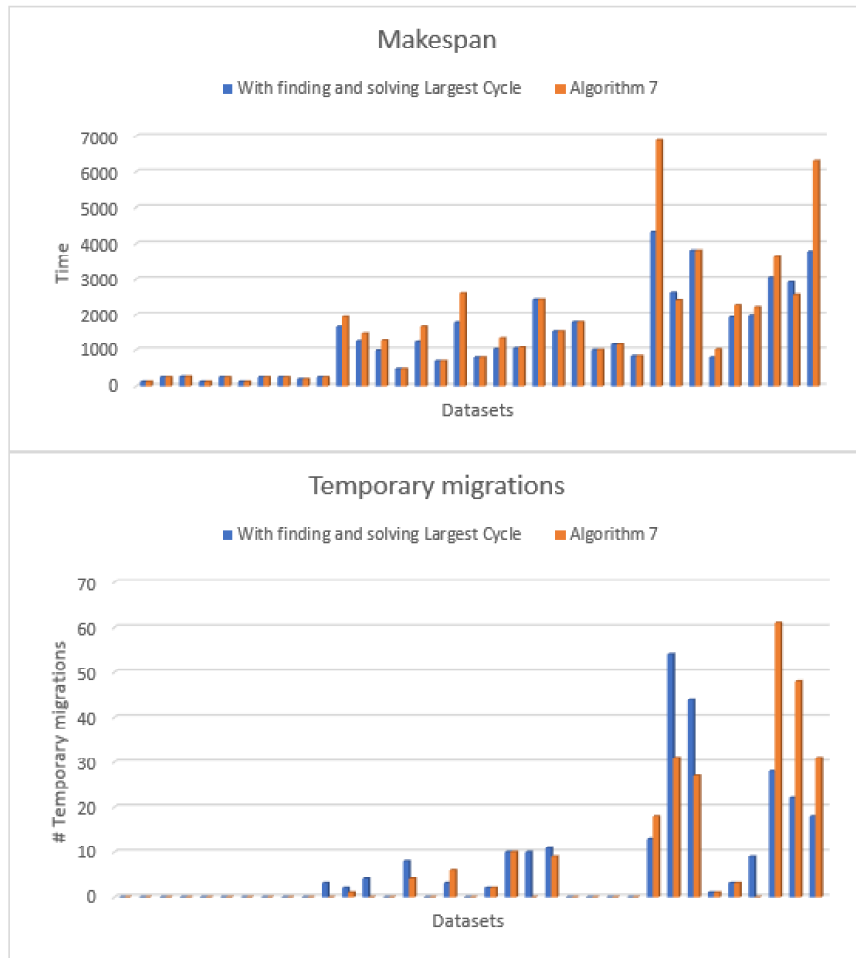 Makespan
With finding and solving Largest Cycle Algorithm 7
7000
6000
5000
4000
3000
2000
1000
0
Time
Datasets
Temporary migrations
With finding and solving Largest Cycle Algorithm 7
70
60
50
40
30
20
10
0
# Temporary migrations
Datasets